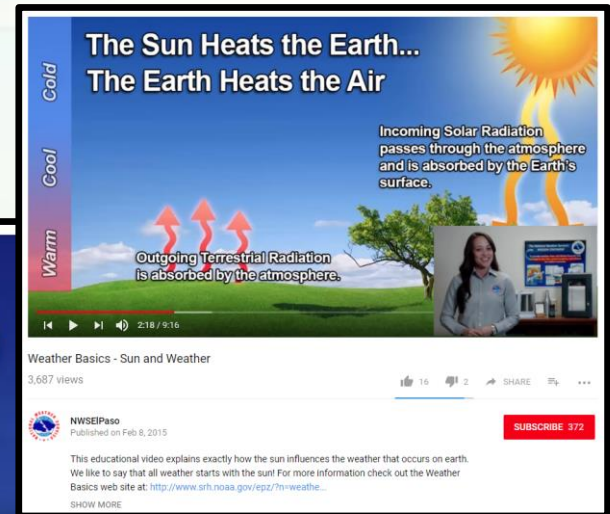 The Sun Heats the Earth...
The Earth Heats the Air
Cold
Cool
Warm
Incoming Solar Radiation
passes through the atmosphere
and is absorbed by the Earth's
surface.
Outgoing Terrestrial Radiation
is absorbed by the atmosphere.
2:18 / 9:16
Weather Basics - Sun and Weather
3,687 views
16
2
SHARE
NWSElPaso
Published on Feb 8, 2015
SUBSCRIBE 372
This educational video explains exactly how the sun influences the weather that occurs on earth.
We like to say that all weather starts with the sun! For more information check out the Weather
Basics web site at: http://www.srh.noaa.gov/epz/?n=weathe...
SHOW MORE